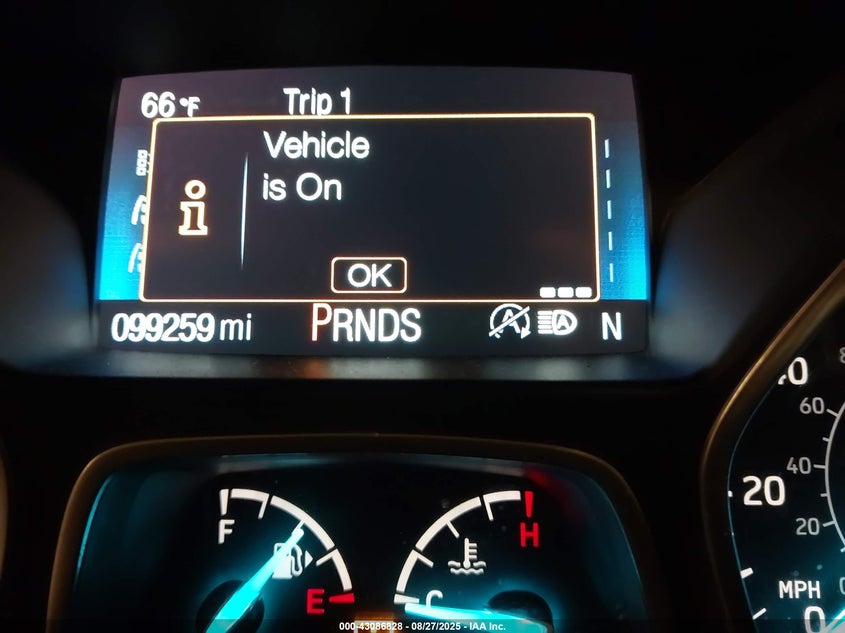 66°F Trip 1
Vehicle
is On
OK
099259 mi PRNDS N
F
E
H
C
20
60
40
20
MPH
0
000-43086828 - 08/27/2025 - IAA Inc.